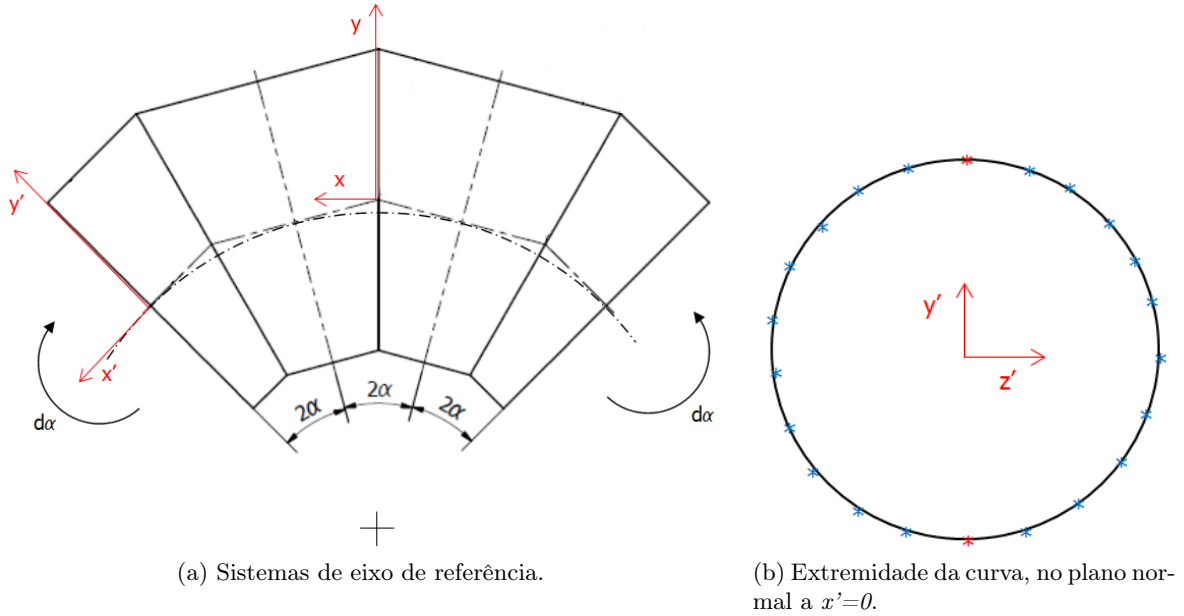 y
x
y'
x'
dα
dα
2α
2α
2α
y'
z'
(a) Sistemas de eixo de referência.
(b) Extremidade da curva, no plano nor-
mal a x'=0.